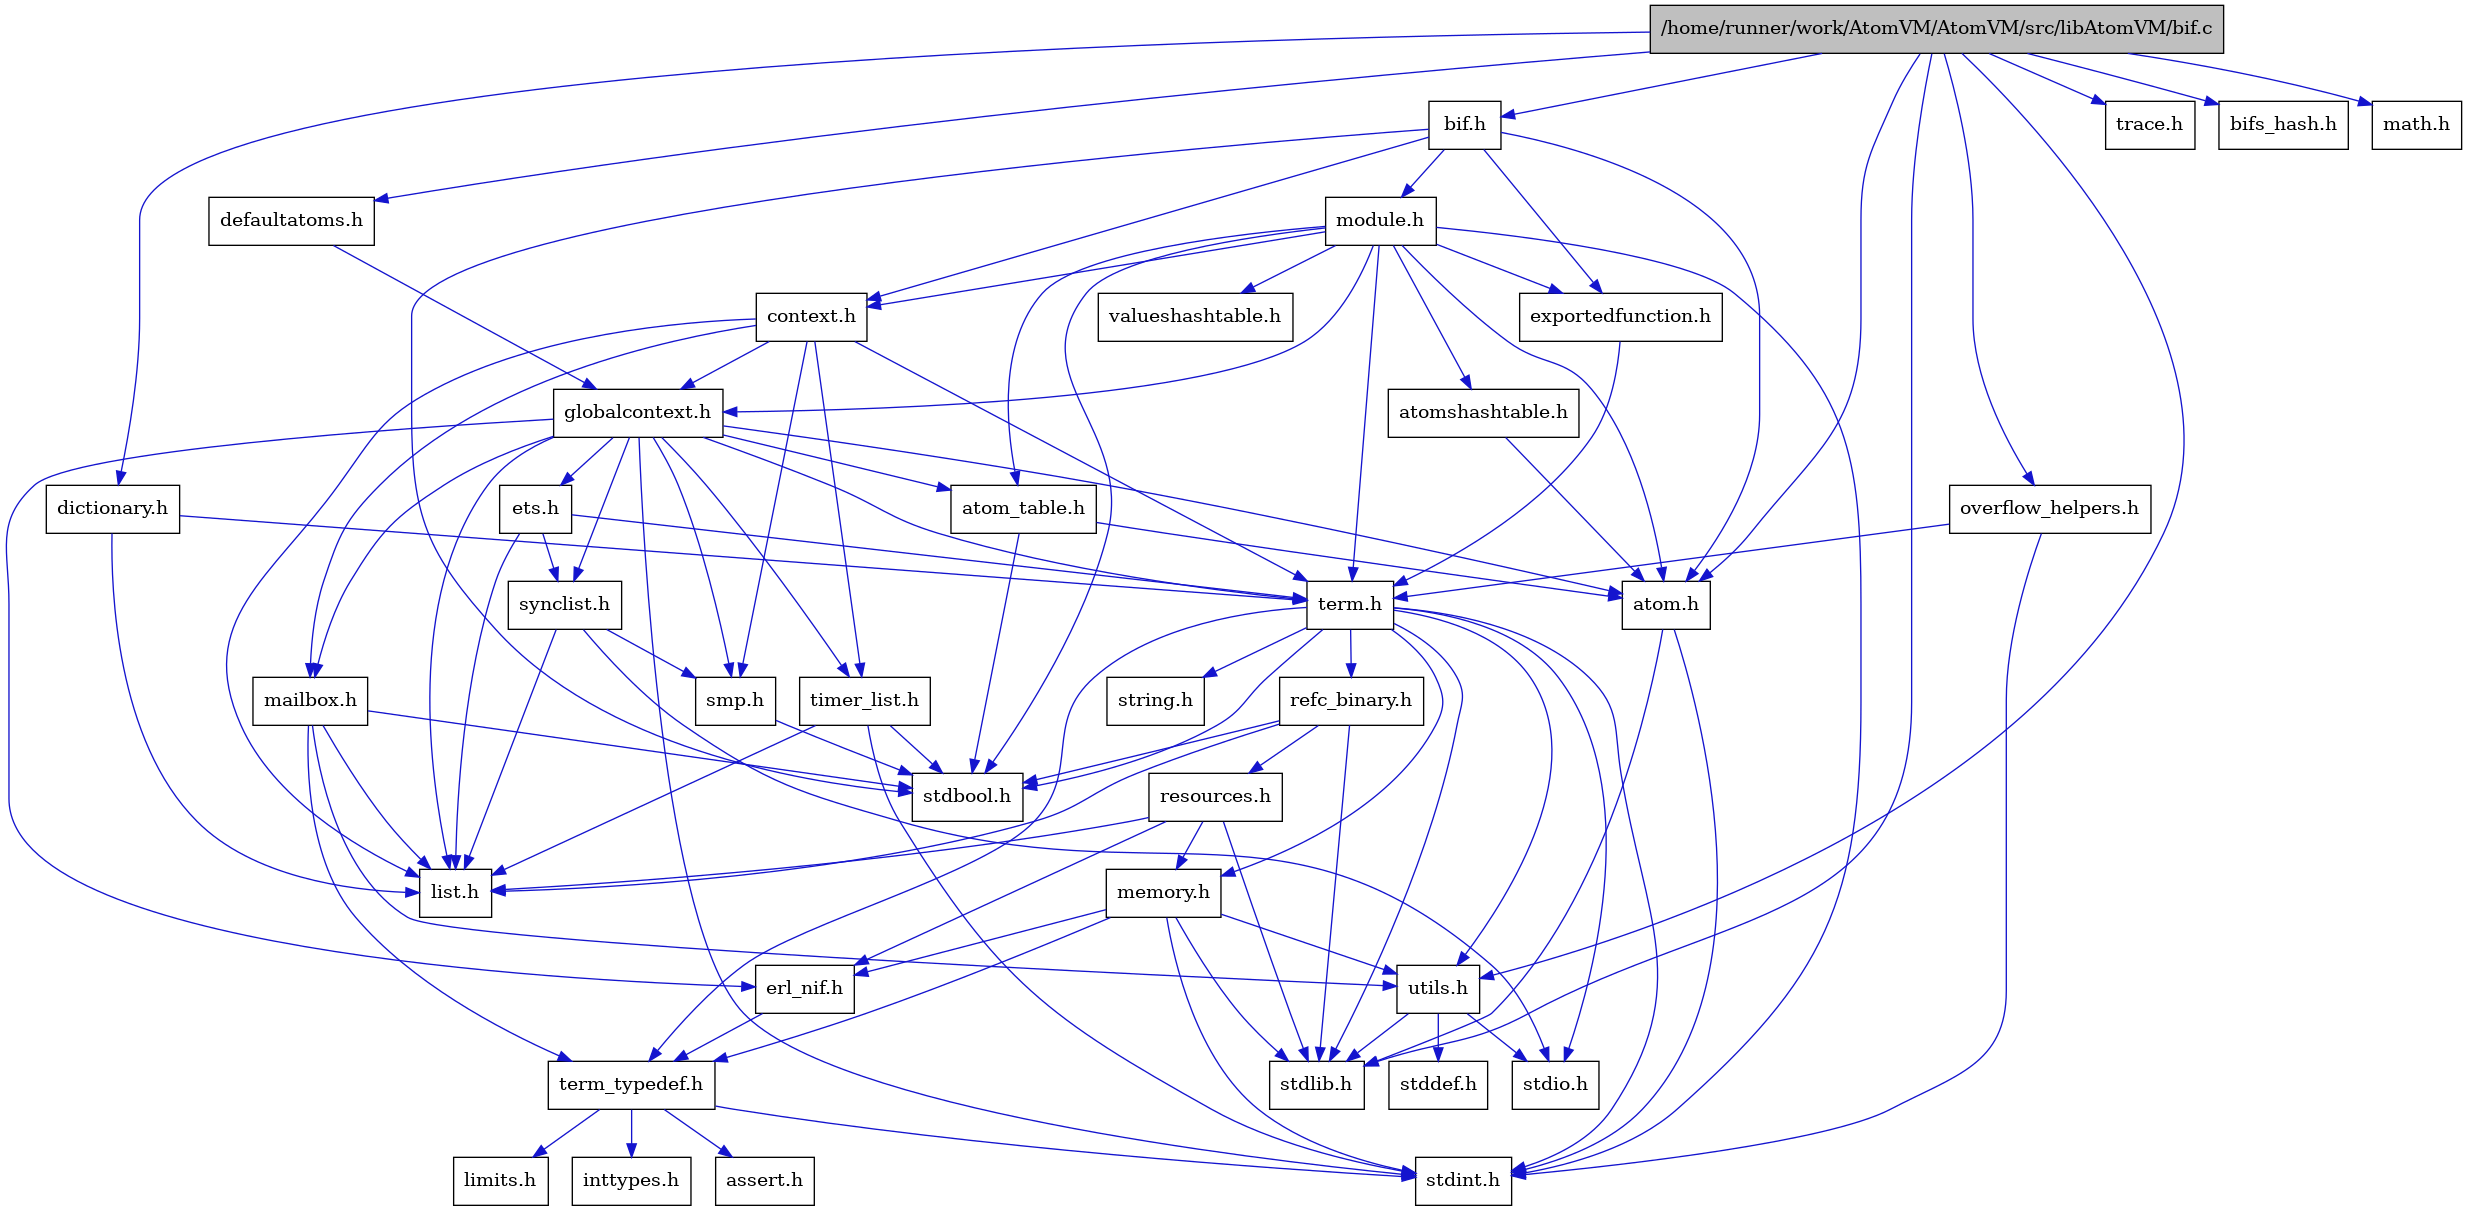 /home/runner/work/AtomVM/AtomVM/src/libAtomVM/bif.c
bif.h
trace.h
bifs_hash.h
math.h
defaultatoms.h
module.h
context.h
valueshashtable.h
exportedfunction.h
globalcontext.h
atomshashtable.h
dictionary.h
ets.h
atom_table.h
overflow_helpers.h
synclist.h
term.h
atom.h
mailbox.h
smp.h
timer_list.h
string.h
refc_binary.h
stdbool.h
resources.h
list.h
memory.h
erl_nif.h
utils.h
term_typedef.h
stdlib.h
stddef.h
stdio.h
limits.h
inttypes.h
assert.h
stdint.h